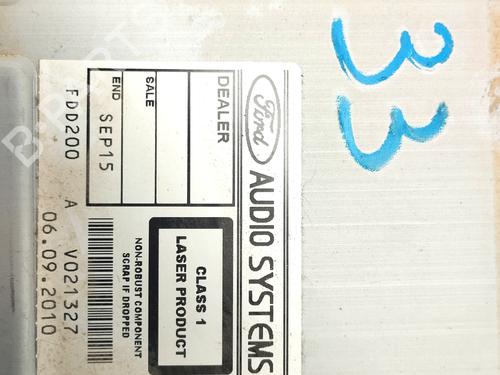 33
Ford
AUDIO SYSTEMS
DEALER
SALE
END SEP15
CLASS 1
LASER PRODUCT
NON-ROBUST COMPONENT
SCRAP IF DROPPED
FDD200 A V021327
06.09.2010
B-PARTS